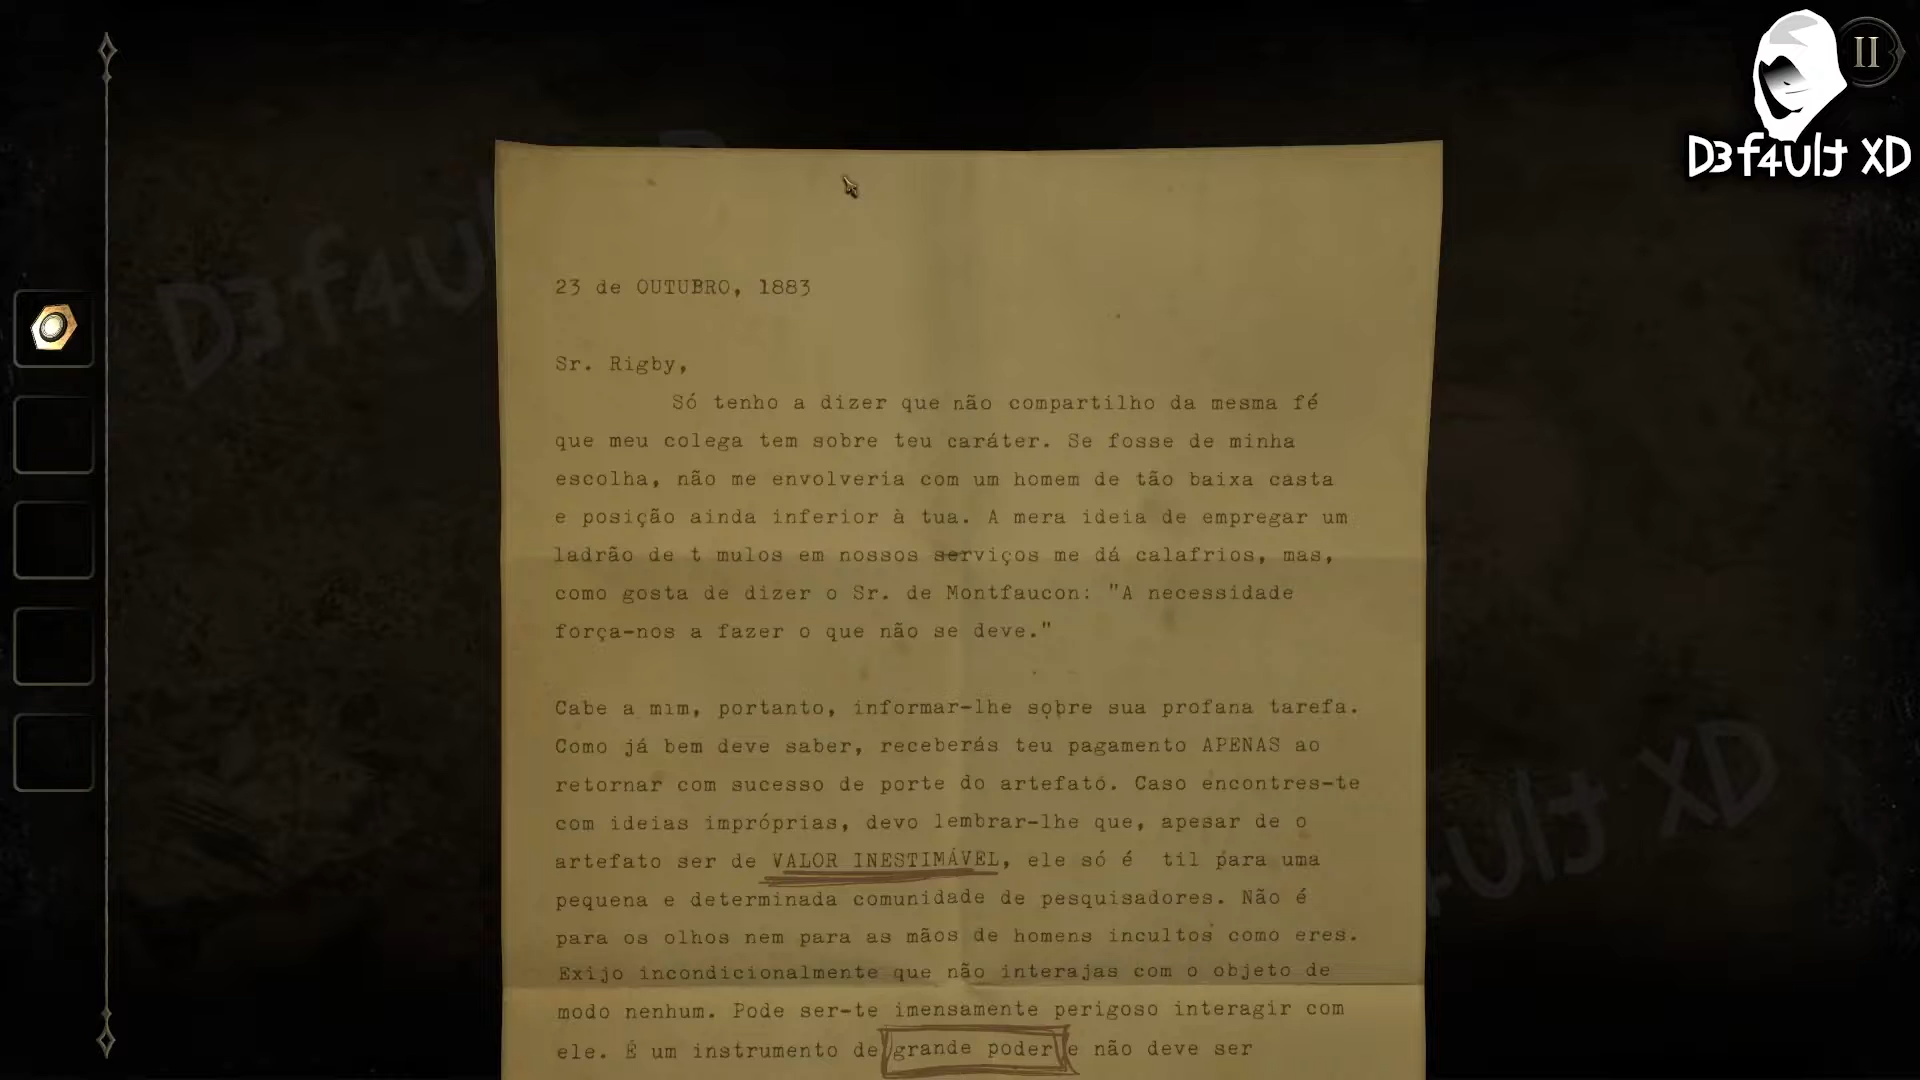 II
D3f4ult XD
23 de OUTUBRO, 1883
Sr. Rigby,
Só tenho a dizer que não compartilho da mesma fé
que meu colega tem sobre teu caráter. Se fosse de minha
escolha, não me envolveria com um homem de tão baixa casta
e posição ainda inferior à tua. A mera ideia de empregar um
ladrão de t mulos em nossos serviços me dá calafrios, mas,
como gosta de dizer o Sr. de Montfaucon: "A necessidade
força-nos a fazer o que não se deve."
Cabe a mim, portanto, informar-lhe sobre sua profana tarefa.
Como já bem deve saber, receberás teu pagamento APENAS ao
retornar com sucesso de porte do artefató. Caso encontres-te
com ideias impróprias, devo lembrar-lhe que, apesar de o
artefato ser de VALOR INESTIMÁVEL, ele só é til para uma
pequena e determinada comunidade de pesquisadores. Não é
para os olhos nem para as mãos de homens incultos como eres.
Exijo incondicionalmente que não interajas com o objeto de
modo nenhum. Pode ser-te imensamente perigoso interagir com
ele. É um instrumento de grande poder e não deve ser